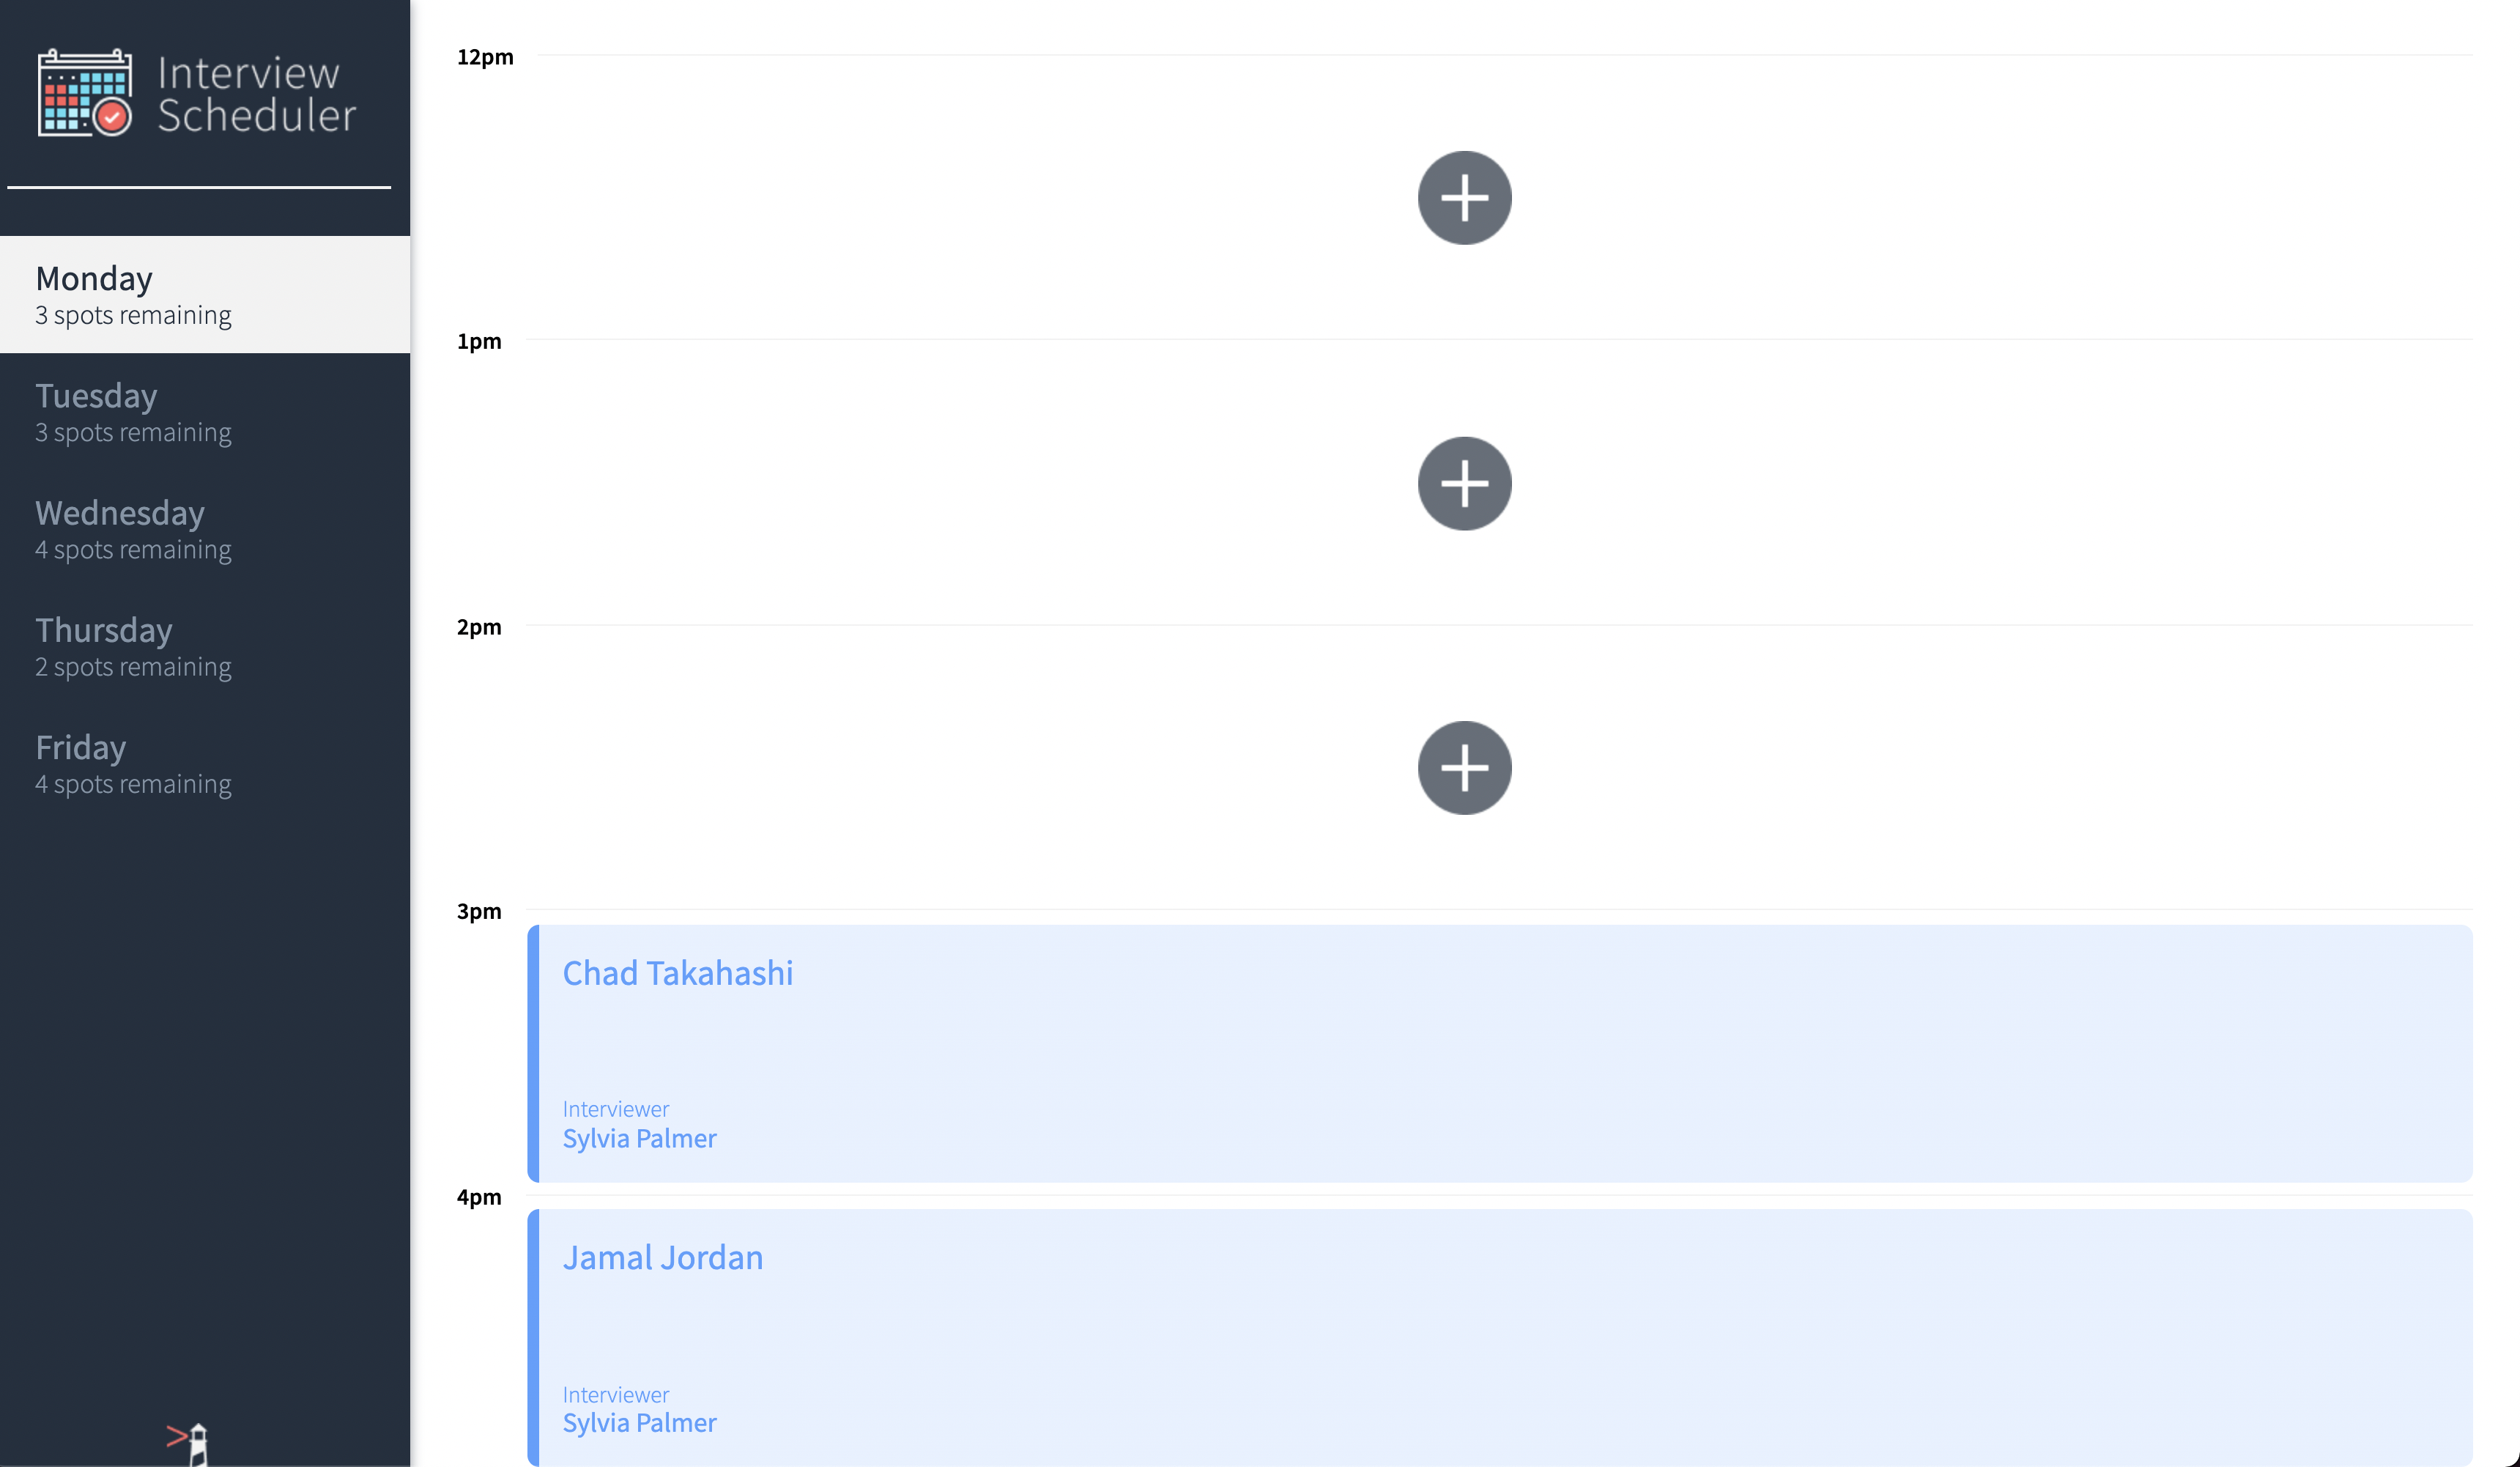 Interview
Scheduler
Monday
3 spots remaining
Tuesday
3 spots remaining
Wednesday
4 spots remaining
Thursday
2 spots remaining
Friday
4 spots remaining
12pm
1pm
2pm
3pm
Chad Takahashi
Interviewer
Sylvia Palmer
4pm
Jamal Jordan
Interviewer
Sylvia Palmer